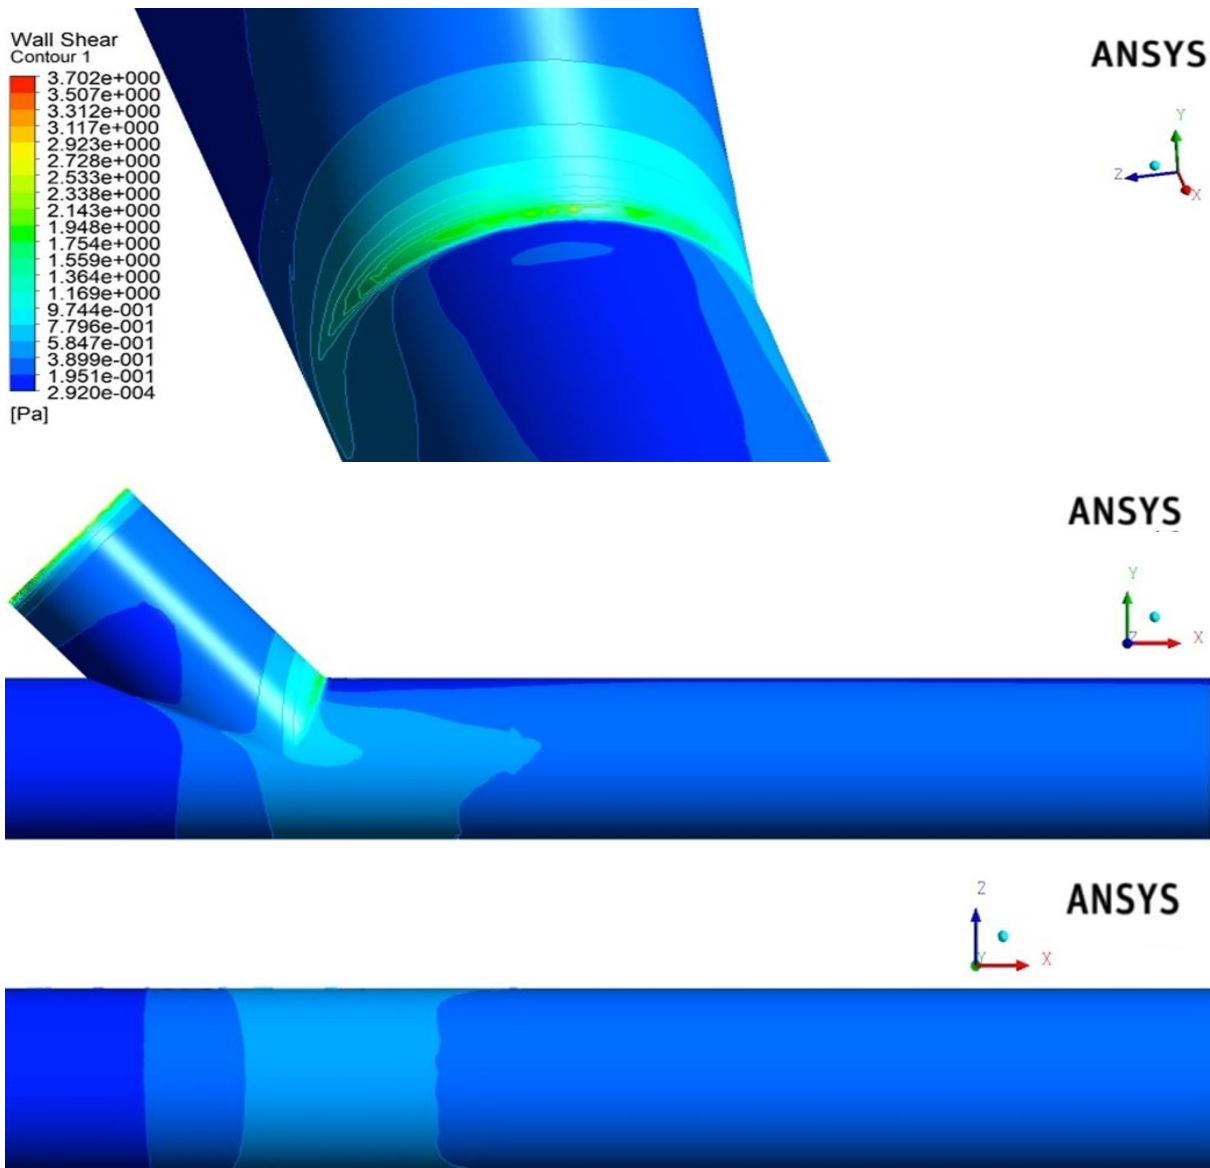 Wall Shear
Contour 1
3.702e+000
3.507e+000
3.312e+000
3.117e+000
2.923e+000
2.728e+000
2.533e+000
2.338e+000
2.143e+000
1.948e+000
1.754e+000
1.559e+000
1.364e+000
1.169e+000
9.744e-001
7.796e-001
5.847e-001
3.899e-001
1.951e-001
2.920e-004
[Pa]
ANSYS
Y
Z
X
ANSYS
Y
Z
X
ANSYS
Z
Y
X